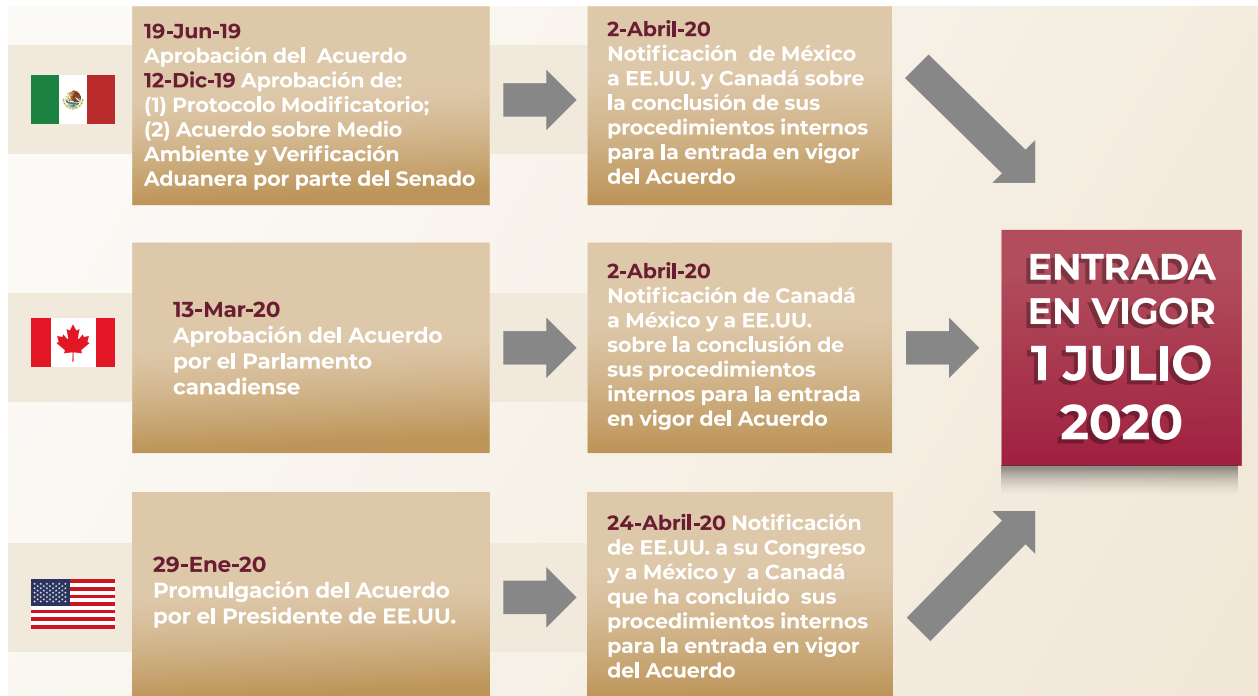 19-Jun-19
Aprobación del Acuerdo
12-Dic-19 Aprobación de:
(1) Protocolo Modificatorio;
(2) Acuerdo sobre Medio
Ambiente y Verificación
Aduanera por parte del Senado
2-Abril-20
Notificación de México
a EE.UU. y Canadá sobre
la conclusión de sus
procedimientos internos
para la entrada en vigor
del Acuerdo
13-Mar-20
Aprobación del Acuerdo
por el Parlamento
canadiense
2-Abril-20
Notificación de Canadá
a México y a EE.UU.
sobre la conclusión de
sus procedimientos
internos para la entrada
en vigor del Acuerdo
29-Ene-20
Promulgación del Acuerdo
por el Presidente de EE.UU.
24-Abril-20 Notificación
de EE.UU. a su Congreso
y a México y a Canadá
que ha concluido sus
procedimientos internos
para la entrada en vigor
del Acuerdo
ENTRADA
EN VIGOR
1 JULIO
2020